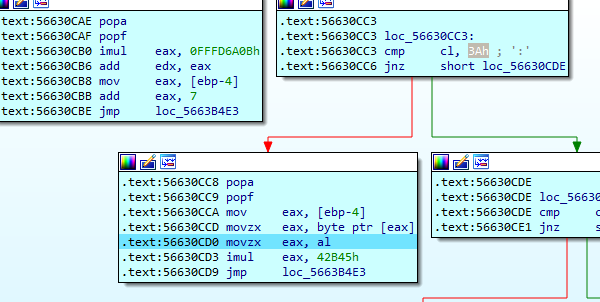 .text:56630CAE popa
.text:56630CAF popf
.text:56630CB0 imul eax, 0FFFD6A0Bh
.text:56630CB6 add edx, eax
.text:56630CB8 mov eax, [ebp-4]
.text:56630CBB add eax, 7
.text:56630CBE jmp loc_5663B4E3
.text:56630CC3
.text:56630CC3 loc_56630CC3:
.text:56630CC3 cmp cl, 3Ah ; ':'
.text:56630CC6 jnz short loc_56630CDE
.text:56630CC8 popa
.text:56630CC9 popf
.text:56630CCA mov eax, [ebp-4]
.text:56630CCD movzx eax, byte ptr [eax]
.text:56630CD0 movzx eax, al
.text:56630CD3 imul eax, 42B45h
.text:56630CD9 jmp loc_5663B4E3
.text:56630CDE
.text:56630CDE loc_5663
.text:56630CDE cmp c
.text:56630CE1 jnz s